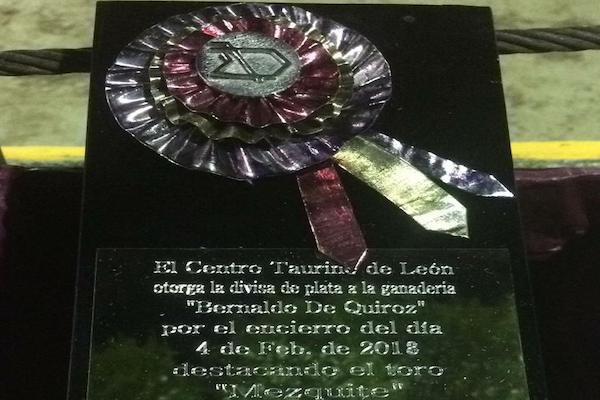 El Centro Taurino de León
otorga la divisa de plata a la ganaderia
"Bernaldo De Quiroz"
por el encierro del día
4 de Feb. de 2018
destacando el toro
"Mezquite"